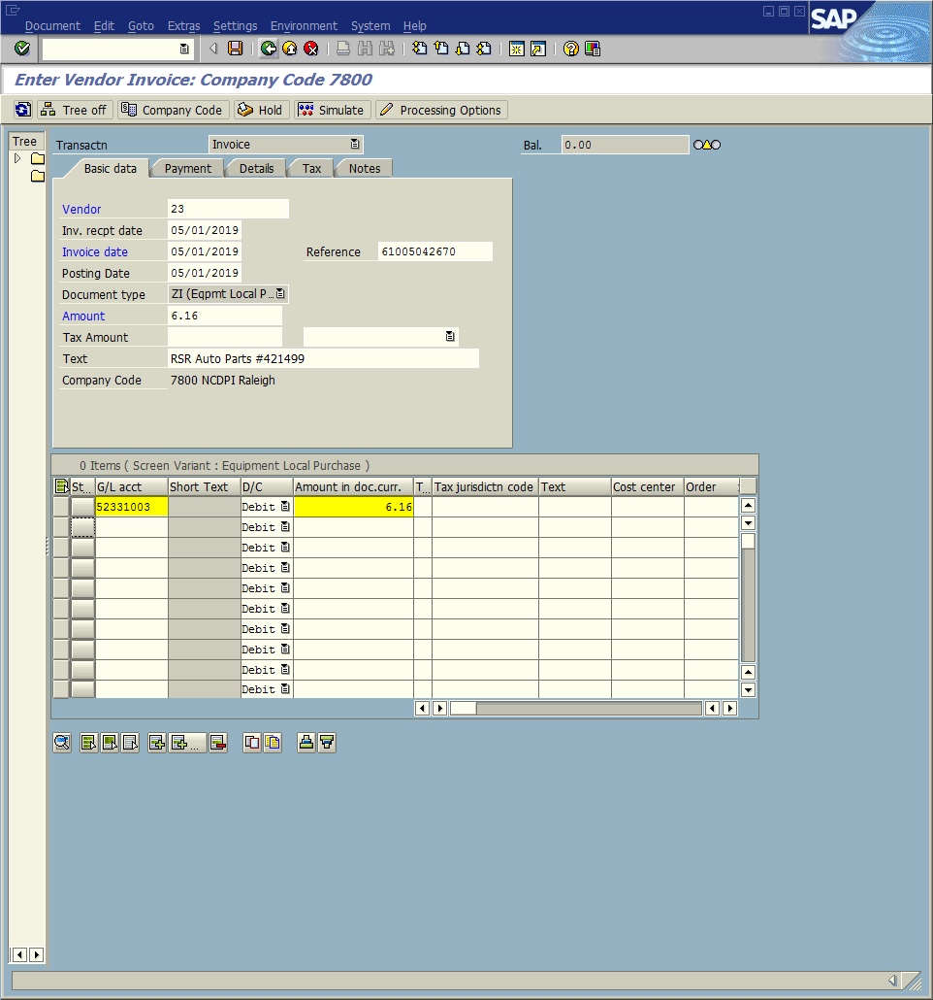 Document Edit Goto Extras Settings Environment System Help
SAP
Enter Vendor Invoice: Company Code 7800
Tree off Company Code Hold Simulate Processing Options
Tree
Transactn Invoice Bal. 0.00
Basic data Payment Details Tax Notes
Vendor 23
Inv. recpt date 05/01/2019
Invoice date 05/01/2019 Reference 61005042670
Posting Date 05/01/2019
Document type ZI (Eqpmt Local P...
Amount 6.16
Tax Amount
Text RSR Auto Parts #421499
Company Code 7800 NCDPI Raleigh
0 Items ( Screen Variant : Equipment Local Purchase )
St... G/L acct Short Text D/C Amount in doc.curr. T... Tax jurisdictn code Text Cost center Order
52331003 Debit 6.16
Debit
Debit
Debit
Debit
Debit
Debit
Debit
Debit
Debit